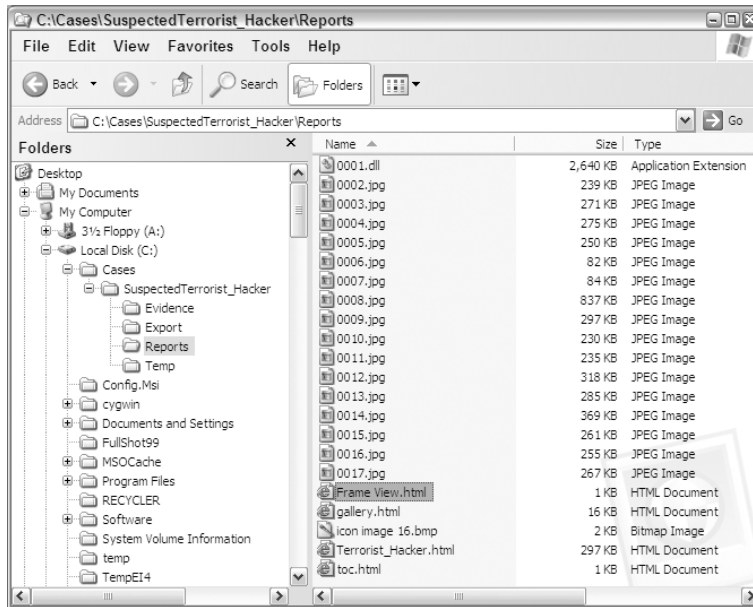 C:\Cases\SuspectedTerrorist_Hacker\Reports
File Edit View Favorites Tools Help
Back Search Folders
Address C:\Cases\SuspectedTerrorist_Hacker\Reports Go
Folders
Desktop
My Documents
My Computer
3½ Floppy (A:)
Local Disk (C:)
Cases
SuspectedTerrorist_Hacker
Evidence
Export
Reports
Temp
Config.Msi
cygwin
Documents and Settings
FullShot99
MSOCache
Program Files
RECYCLER
Software
System Volume Information
temp
TempEI4
Name Size Type
0001.dll 2,640 KB Application Extension
0002.jpg 239 KB JPEG Image
0003.jpg 271 KB JPEG Image
0004.jpg 275 KB JPEG Image
0005.jpg 250 KB JPEG Image
0006.jpg 82 KB JPEG Image
0007.jpg 84 KB JPEG Image
0008.jpg 837 KB JPEG Image
0009.jpg 297 KB JPEG Image
0010.jpg 230 KB JPEG Image
0011.jpg 235 KB JPEG Image
0012.jpg 318 KB JPEG Image
0013.jpg 285 KB JPEG Image
0014.jpg 369 KB JPEG Image
0015.jpg 261 KB JPEG Image
0016.jpg 255 KB JPEG Image
0017.jpg 267 KB JPEG Image
Frame View.html 1 KB HTML Document
gallery.html 16 KB HTML Document
icon image 16.bmp 2 KB Bitmap Image
Terrorist_Hacker.html 297 KB HTML Document
toc.html 1 KB HTML Document